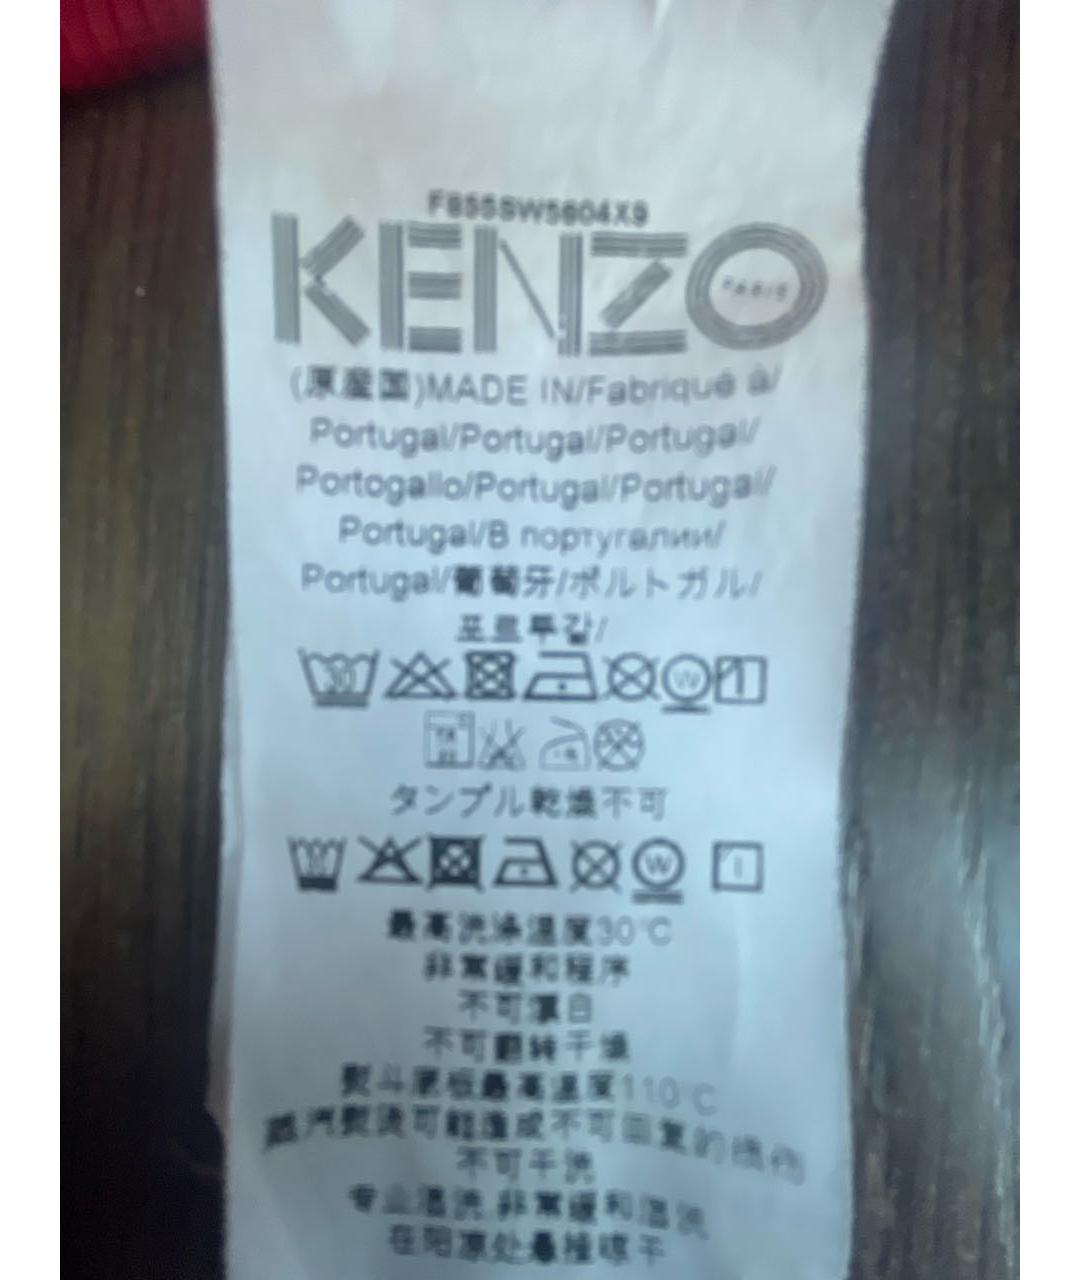 F855SW5604X9
KENZO
PARIS
(原産国)MADE IN/Fabriqué à/
Portugal/Portugal/Portugal/
Portogallo/Portugal/Portugal/
Portugal/В португалии/
Portugal/葡萄牙/ポルトガル/
포르투갈/
30 W
タンブル乾燥不可
W
最高洗涤温度30°C
非常缓和程序
不可漂白
不可翻转干燥
熨斗底板最高温度110°C
蒸汽熨烫可能造成不可回复的损伤
不可干洗
专业湿洗 非常缓和湿洗
在阴凉处悬挂晾干